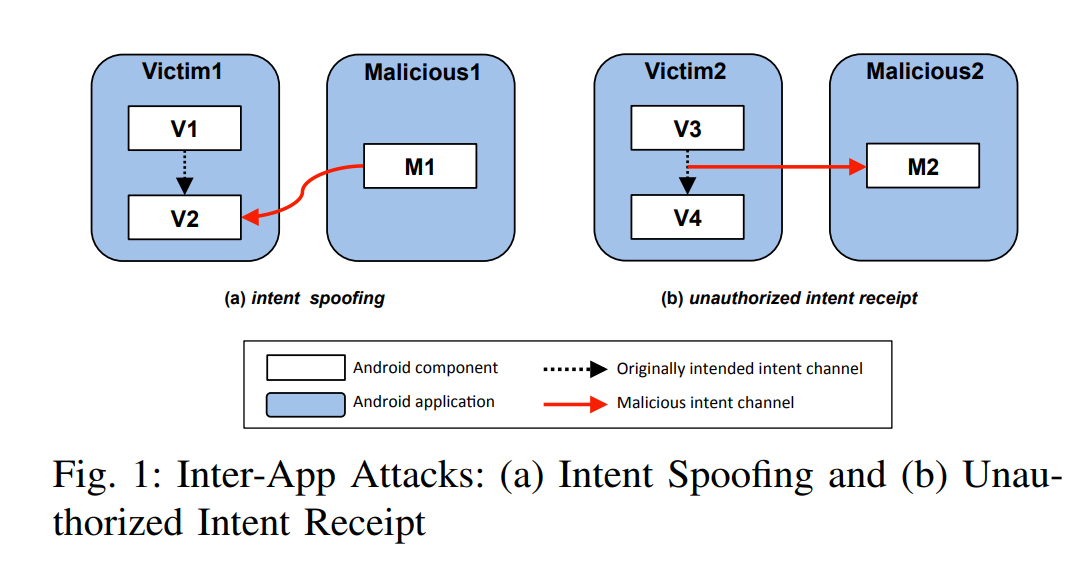 Victim1
Malicious1
V1
M1
V2
(a) intent spoofing
Victim2
Malicious2
V3
M2
V4
(b) unauthorized intent receipt
Android component
Originally intended intent channel
Android application
Malicious intent channel
Fig. 1: Inter-App Attacks: (a) Intent Spoofing and (b) Unau-
thorized Intent Receipt